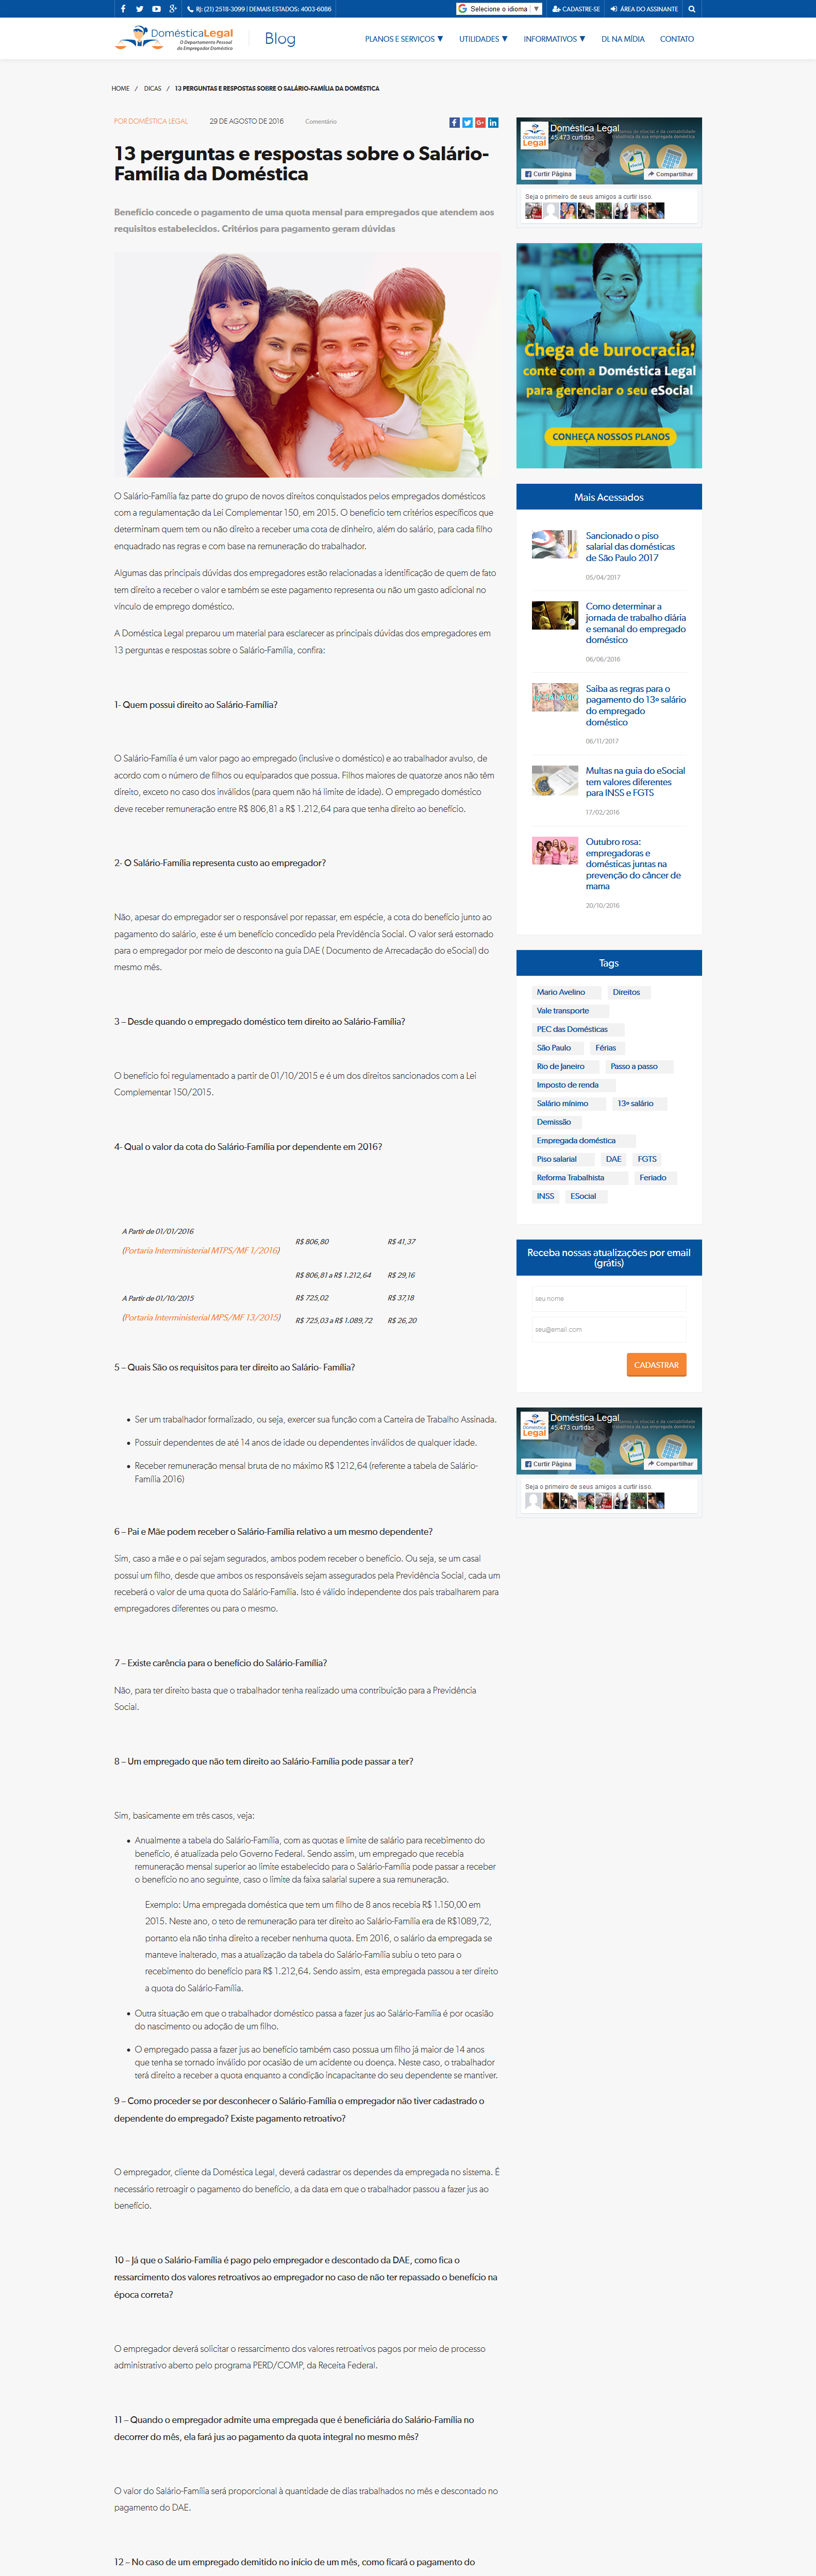 RJ: (21) 2518-3099 | DEMAIS ESTADOS: 4003-6086
Selecione o idioma ▼
CADASTRE-SE
ÁREA DO ASSINANTE
DomésticaLegal
O Departamento Pessoal
do Empregador Doméstico
Blog
PLANOS E SERVIÇOS ▼
UTILIDADES ▼
INFORMATIVOS ▼
DL NA MÍDIA
CONTATO
HOME / DICAS / 13 PERGUNTAS E RESPOSTAS SOBRE O SALÁRIO-FAMÍLIA DA DOMÉSTICA
POR DOMÉSTICA LEGAL
29 DE AGOSTO DE 2016
Comentário
13 perguntas e respostas sobre o Salário-
Família da Doméstica
Benefício concede o pagamento de uma quota mensal para empregados que atendem aos
requisitos estabelecidos. Critérios para pagamento geram dúvidas
O Salário-Família faz parte do grupo de novos direitos conquistados pelos empregados domésticos
com a regulamentação da Lei Complementar 150, em 2015. O benefício tem critérios específicos que
determinam quem tem ou não direito a receber uma cota de dinheiro, além do salário, para cada filho
enquadrado nas regras e com base na remuneração do trabalhador.
Algumas das principais dúvidas dos empregadores estão relacionadas a identificação de quem de fato
tem direito a receber o valor e também se este pagamento representa ou não um gasto adicional no
vínculo de emprego doméstico.
A Doméstica Legal preparou um material para esclarecer as principais dúvidas dos empregadores em
13 perguntas e respostas sobre o Salário-Família, confira:
1- Quem possui direito ao Salário-Família?
O Salário-Família é um valor pago ao empregado (inclusive o doméstico) e ao trabalhador avulso, de
acordo com o número de filhos ou equiparados que possua. Filhos maiores de quatorze anos não têm
direito, exceto no caso dos inválidos (para quem não há limite de idade). O empregado doméstico
deve receber remuneração entre R$ 806,81 a R$ 1.212,64 para que tenha direito ao benefício.
2- O Salário-Família representa custo ao empregador?
Não, apesar do empregador ser o responsável por repassar, em espécie, a cota do benefício junto ao
pagamento do salário, este é um benefício concedido pela Previdência Social. O valor será estornado
para o empregador por meio de desconto na guia DAE ( Documento de Arrecadação do eSocial) do
mesmo mês.
3 – Desde quando o empregado doméstico tem direito ao Salário-Família?
O benefício foi regulamentado a partir de 01/10/2015 e é um dos direitos sancionados com a Lei
Complementar 150/2015.
4- Qual o valor da cota do Salário-Família por dependente em 2016?
A Partir de 01/01/2016
(Portaria Interministerial MTPS/MF 1/2016)
R$ 806,80 R$ 41,37
R$ 806,81 a R$ 1.212,64 R$ 29,16
A Partir de 01/10/2015
(Portaria Interministerial MPS/MF 13/2015)
R$ 725,02 R$ 37,18
R$ 725,03 a R$ 1.089,72 R$ 26,20
5 – Quais São os requisitos para ter direito ao Salário- Família?
• Ser um trabalhador formalizado, ou seja, exercer sua função com a Carteira de Trabalho Assinada.
• Possuir dependentes de até 14 anos de idade ou dependentes inválidos de qualquer idade.
• Receber remuneração mensal bruta de no máximo R$ 1212,64 (referente a tabela de Salário-
Família 2016)
6 – Pai e Mãe podem receber o Salário-Família relativo a um mesmo dependente?
Sim, caso a mãe e o pai sejam segurados, ambos podem receber o benefício. Ou seja, se um casal
possui um filho, desde que ambos os responsáveis sejam assegurados pela Previdência Social, cada um
receberá o valor de uma quota do Salário-Família. Isto é válido independente dos pais trabalharem para
empregadores diferentes ou para o mesmo.
7 – Existe carência para o benefício do Salário-Família?
Não, para ter direito basta que o trabalhador tenha realizado uma contribuição para a Previdência
Social.
8 – Um empregado que não tem direito ao Salário-Família pode passar a ter?
Sim, basicamente em três casos, veja:
• Anualmente a tabela do Salário-Família, com as quotas e limite de salário para recebimento do
benefício, é atualizada pelo Governo Federal. Sendo assim, um empregado que recebia
remuneração mensal superior ao limite estabelecido para o Salário-Família pode passar a receber
o benefício no ano seguinte, caso o limite da faixa salarial supere a sua remuneração.
Exemplo: Uma empregada doméstica que tem um filho de 8 anos recebia R$ 1.150,00 em
2015. Neste ano, o teto de remuneração para ter direito ao Salário-Família era de R$1089,72,
portanto ela não tinha direito a receber nenhuma quota. Em 2016, o salário da empregada se
manteve inalterado, mas a atualização da tabela do Salário-Família subiu o teto para o
recebimento do benefício para R$ 1.212,64. Sendo assim, esta empregada passou a ter direito
a quota do Salário-Família.
• Outra situação em que o trabalhador doméstico passa a fazer jus ao Salário-Família é por ocasião
do nascimento ou adoção de um filho.
• O empregado passa a fazer jus ao benefício também caso possua um filho já maior de 14 anos
que tenha se tornado inválido por ocasião de um acidente ou doença. Neste caso, o trabalhador
terá direito a receber a quota enquanto a condição incapacitante do seu dependente se mantiver.
9 – Como proceder se por desconhecer o Salário-Família o empregador não tiver cadastrado o
dependente do empregado? Existe pagamento retroativo?
O empregador, cliente da Doméstica Legal, deverá cadastrar os dependes da empregada no sistema. É
necessário retroagir o pagamento do benefício, a da data em que o trabalhador passou a fazer jus ao
benefício.
10 – Já que o Salário-Família é pago pelo empregador e descontado da DAE, como fica o
ressarcimento dos valores retroativos ao empregador no caso de não ter repassado o benefício na
época correta?
O empregador deverá solicitar o ressarcimento dos valores retroativos pagos por meio de processo
administrativo aberto pelo programa PERD/COMP, da Receita Federal.
11 – Quando o empregador admite uma empregada que é beneficiária do Salário-Família no
decorrer do mês, ela fará jus ao pagamento da quota integral no mesmo mês?
O valor do Salário-Família será proporcional à quantidade de dias trabalhados no mês e descontado no
pagamento do DAE.
12 – No caso de um empregado demitido no início de um mês, como ficará o pagamento do
Doméstica Legal
45.473 curtidas
Curtir Página
Compartilhar
Seja o primeiro de seus amigos a curtir isso.
Chega de burocracia!
conte com a Doméstica Legal
para gerenciar o seu eSocial
CONHEÇA NOSSOS PLANOS
Mais Acessados
Sancionado o piso
salarial das domésticas
de São Paulo 2017
05/04/2017
Como determinar a
jornada de trabalho diária
e semanal do empregado
doméstico
06/06/2016
Saiba as regras para o
pagamento do 13º salário
do empregado
doméstico
06/11/2017
Multas na guia do eSocial
tem valores diferentes
para INSS e FGTS
17/02/2016
Outubro rosa:
empregadoras e
domésticas juntas na
prevenção do câncer de
mama
20/10/2016
Tags
Mario Avelino Direitos
Vale transporte
PEC das Domésticas
São Paulo Férias
Rio de Janeiro Passo a passo
Imposto de renda
Salário mínimo 13º salário
Demissão
Empregada doméstica
Piso salarial DAE FGTS
Reforma Trabalhista Feriado
INSS ESocial
Receba nossas atualizações por email
(grátis)
seu nome
seu@email.com
CADASTRAR
Doméstica Legal
45.473 curtidas
Curtir Página
Compartilhar
Seja o primeiro de seus amigos a curtir isso.